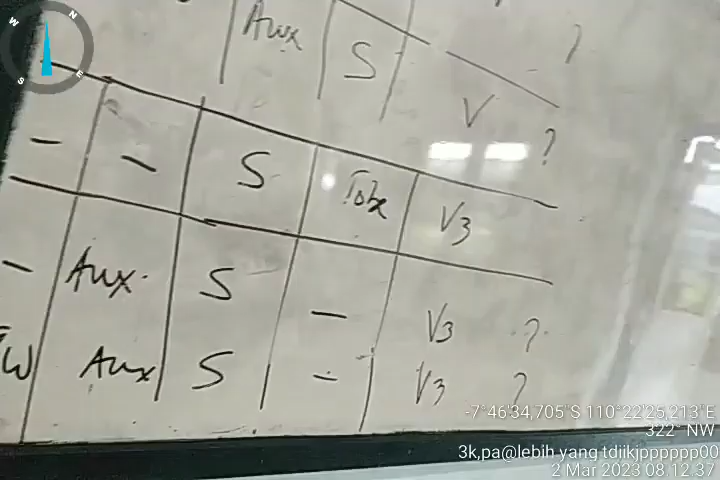 Aux S
V ?
?
- - S Tobe V3
- Aux. S - V3 ?
W Aux S - V3 ?
-7°46'34,705"S 110°22'25,213"E
322° NW
3k,pa@lebih yang tdiikjpppppp00
2 Mar 2023 08.12.37
W N S E